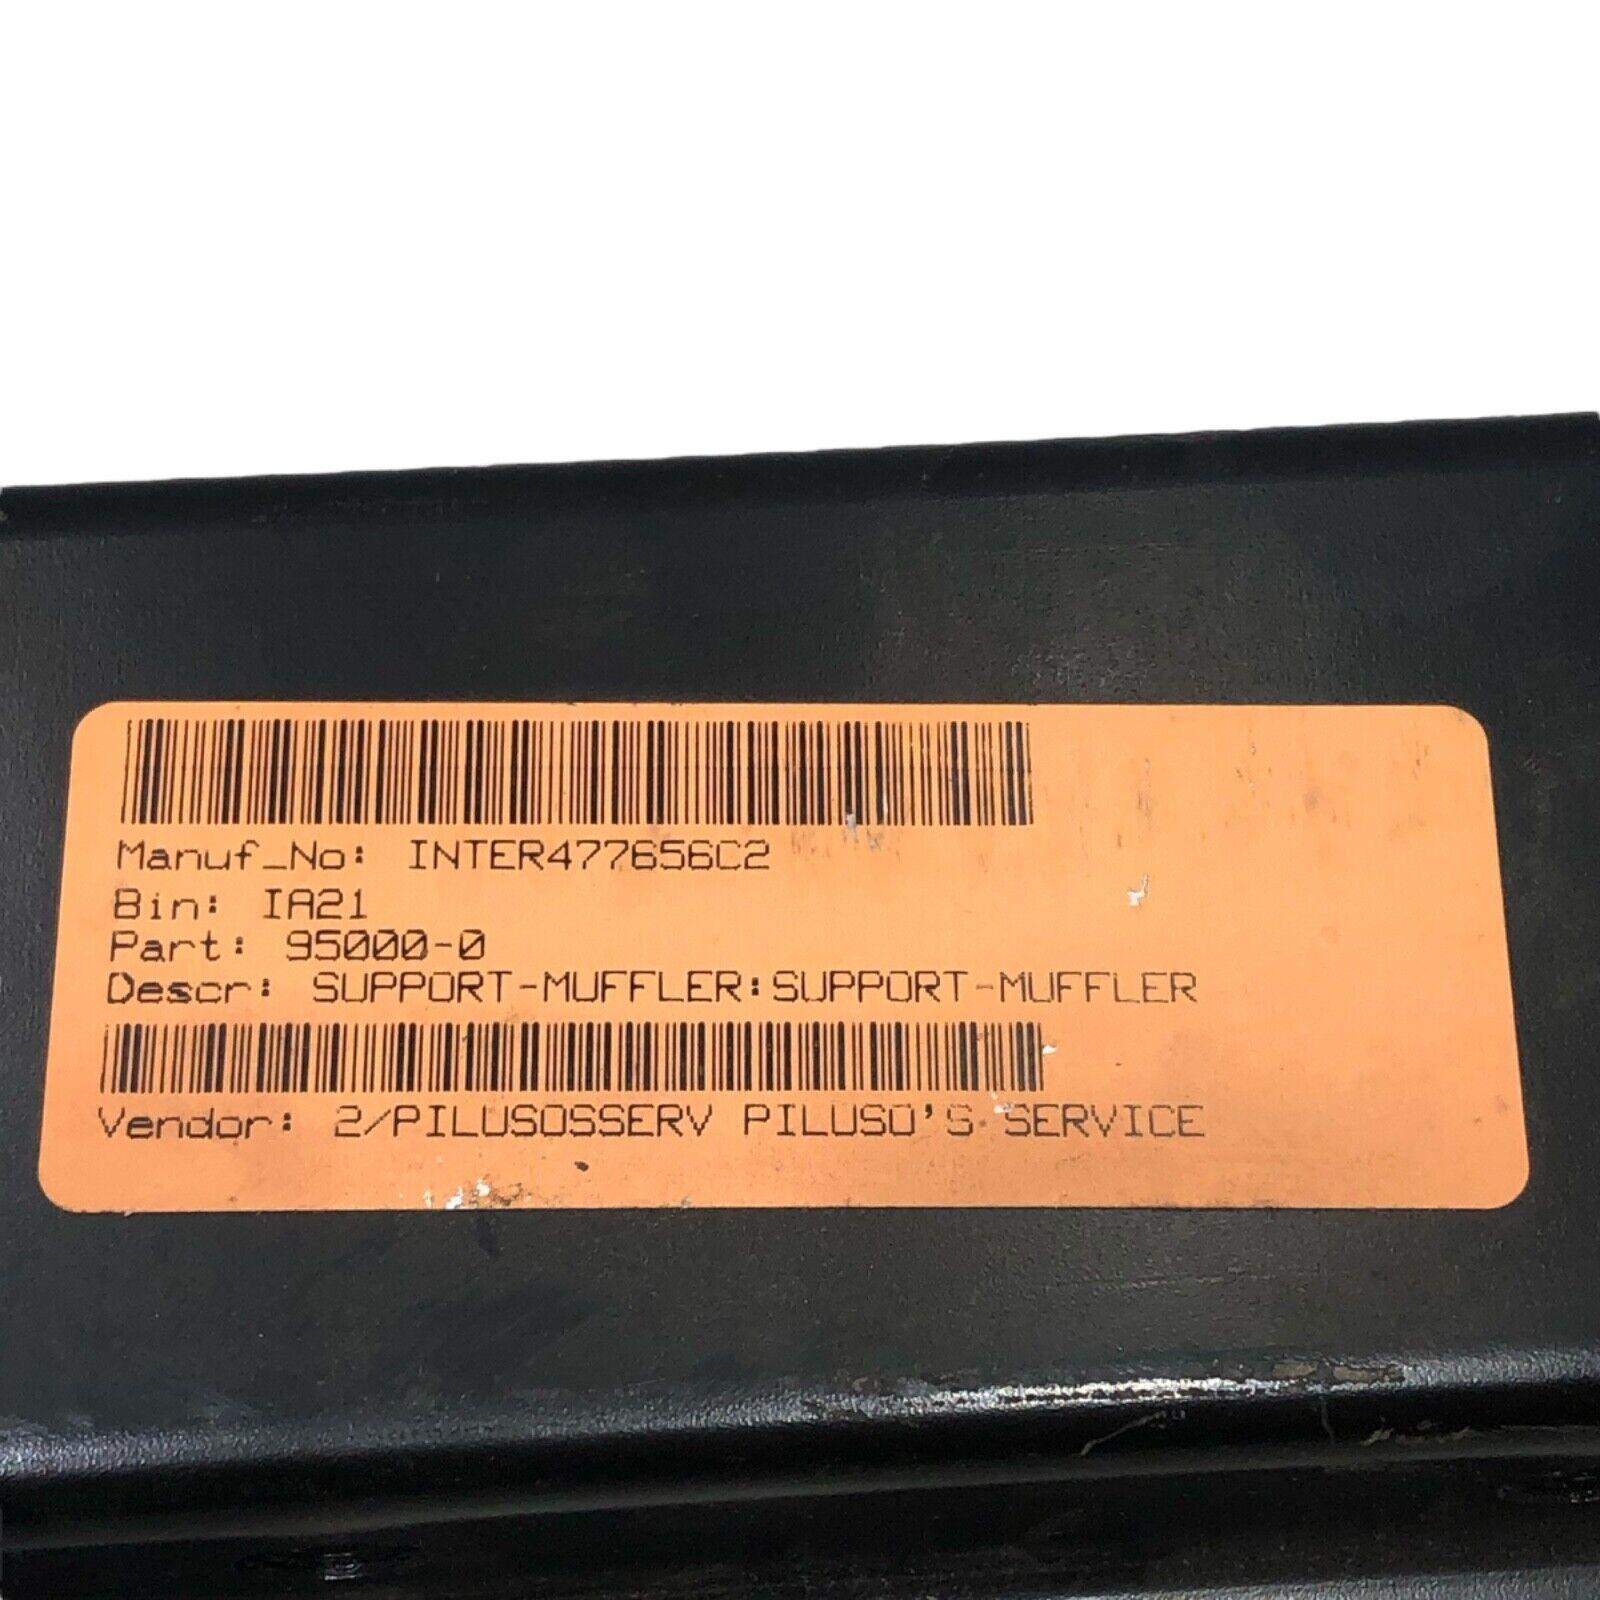 Manuf_No: INTER477656C2
Bin: IA21
Part: 95000-0
Descr: SUPPORT-MUFFLER:SUPPORT-MUFFLER
Vendor: 2/PILUSOSSERV PILUSO'S SERVICE